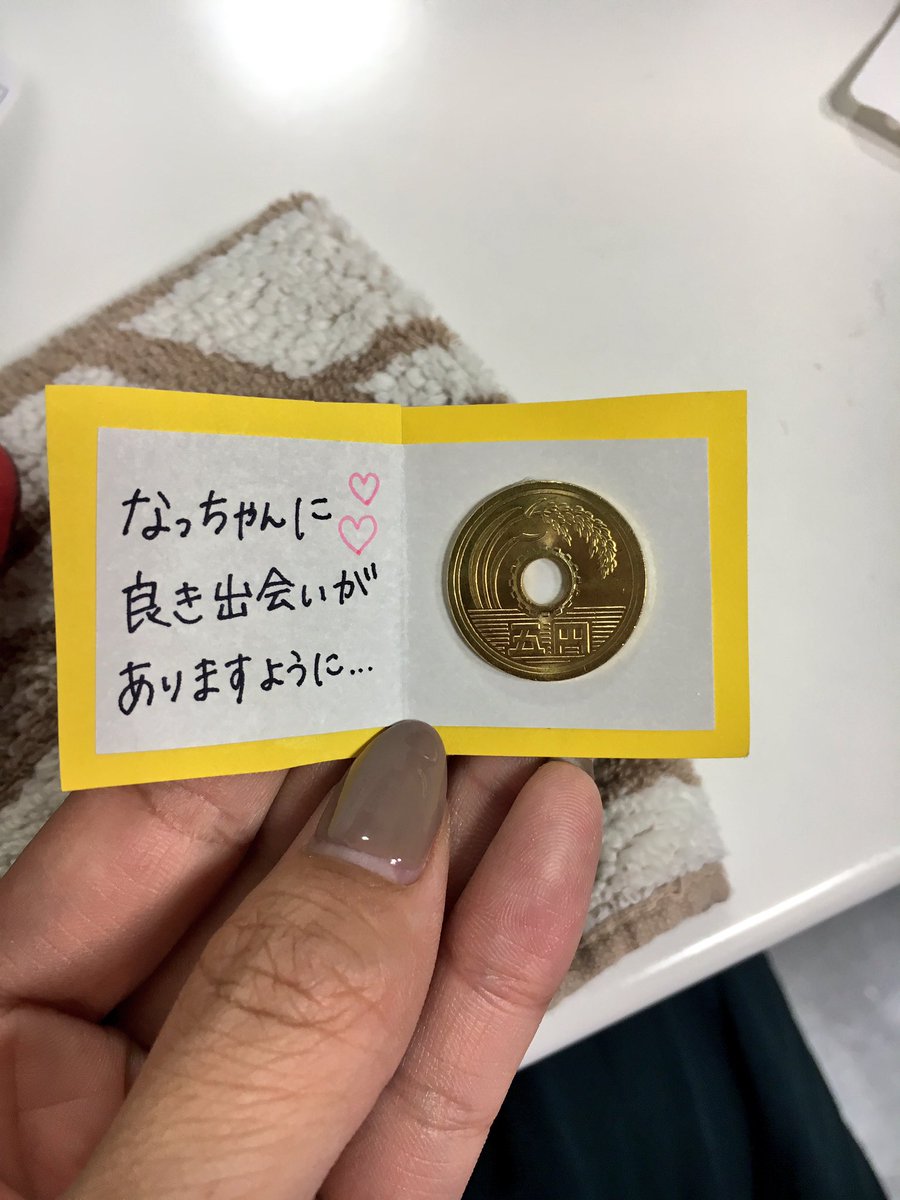 なっちゃんに♡♡
良き出会いが
ありますように…
五円